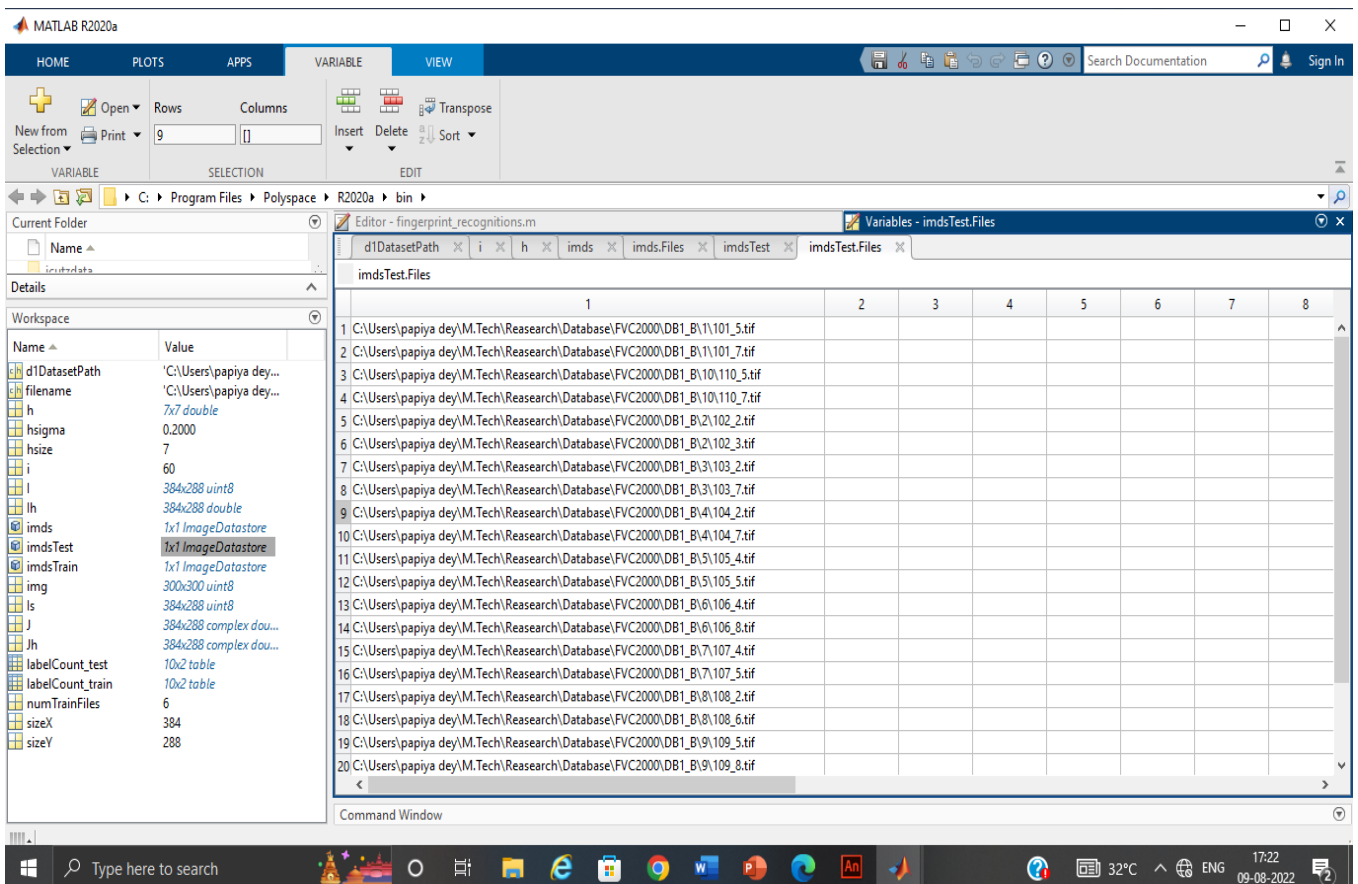 MATLAB R2020a
HOME PLOTS APPS VARIABLE VIEW Search Documentation Sign In
New from Selection Open Print Rows Columns Insert Delete Transpose Sort
9 []
VARIABLE SELECTION EDIT
C: Program Files Polyspace R2020a bin
Current Folder
Name
icutzdata
Details
Workspace
Name Value
d1DatasetPath 'C:\Users\papiya dey...
filename 'C:\Users\papiya dey...
h 7x7 double
hsigma 0.2000
hsize 7
i 60
I 384x288 uint8
Ih 384x288 double
imds 1x1 ImageDatastore
imdsTest 1x1 ImageDatastore
imdsTrain 1x1 ImageDatastore
img 300x300 uint8
Is 384x288 uint8
J 384x288 complex dou...
Jh 384x288 complex dou...
labelCount_test 10x2 table
labelCount_train 10x2 table
numTrainFiles 6
sizeX 384
sizeY 288
Editor - fingerprint_recognitions.m Variables - imdsTest.Files
d1DatasetPath i h imds imds.Files imdsTest imdsTest.Files
imdsTest.Files
1 2 3 4 5 6 7 8
1 C:\Users\papiya dey\M.Tech\Reasearch\Database\FVC2000\DB1_B\1\101_5.tif
2 C:\Users\papiya dey\M.Tech\Reasearch\Database\FVC2000\DB1_B\1\101_7.tif
3 C:\Users\papiya dey\M.Tech\Reasearch\Database\FVC2000\DB1_B\10\110_5.tif
4 C:\Users\papiya dey\M.Tech\Reasearch\Database\FVC2000\DB1_B\10\110_7.tif
5 C:\Users\papiya dey\M.Tech\Reasearch\Database\FVC2000\DB1_B\2\102_2.tif
6 C:\Users\papiya dey\M.Tech\Reasearch\Database\FVC2000\DB1_B\2\102_3.tif
7 C:\Users\papiya dey\M.Tech\Reasearch\Database\FVC2000\DB1_B\3\103_2.tif
8 C:\Users\papiya dey\M.Tech\Reasearch\Database\FVC2000\DB1_B\3\103_7.tif
9 C:\Users\papiya dey\M.Tech\Reasearch\Database\FVC2000\DB1_B\4\104_2.tif
10 C:\Users\papiya dey\M.Tech\Reasearch\Database\FVC2000\DB1_B\4\104_7.tif
11 C:\Users\papiya dey\M.Tech\Reasearch\Database\FVC2000\DB1_B\5\105_4.tif
12 C:\Users\papiya dey\M.Tech\Reasearch\Database\FVC2000\DB1_B\5\105_5.tif
13 C:\Users\papiya dey\M.Tech\Reasearch\Database\FVC2000\DB1_B\6\106_4.tif
14 C:\Users\papiya dey\M.Tech\Reasearch\Database\FVC2000\DB1_B\6\106_8.tif
15 C:\Users\papiya dey\M.Tech\Reasearch\Database\FVC2000\DB1_B\7\107_4.tif
16 C:\Users\papiya dey\M.Tech\Reasearch\Database\FVC2000\DB1_B\7\107_5.tif
17 C:\Users\papiya dey\M.Tech\Reasearch\Database\FVC2000\DB1_B\8\108_2.tif
18 C:\Users\papiya dey\M.Tech\Reasearch\Database\FVC2000\DB1_B\8\108_6.tif
19 C:\Users\papiya dey\M.Tech\Reasearch\Database\FVC2000\DB1_B\9\109_5.tif
20 C:\Users\papiya dey\M.Tech\Reasearch\Database\FVC2000\DB1_B\9\109_8.tif
Command Window
Type here to search
W P An
32°C ENG 17:22
09-08-2022 2